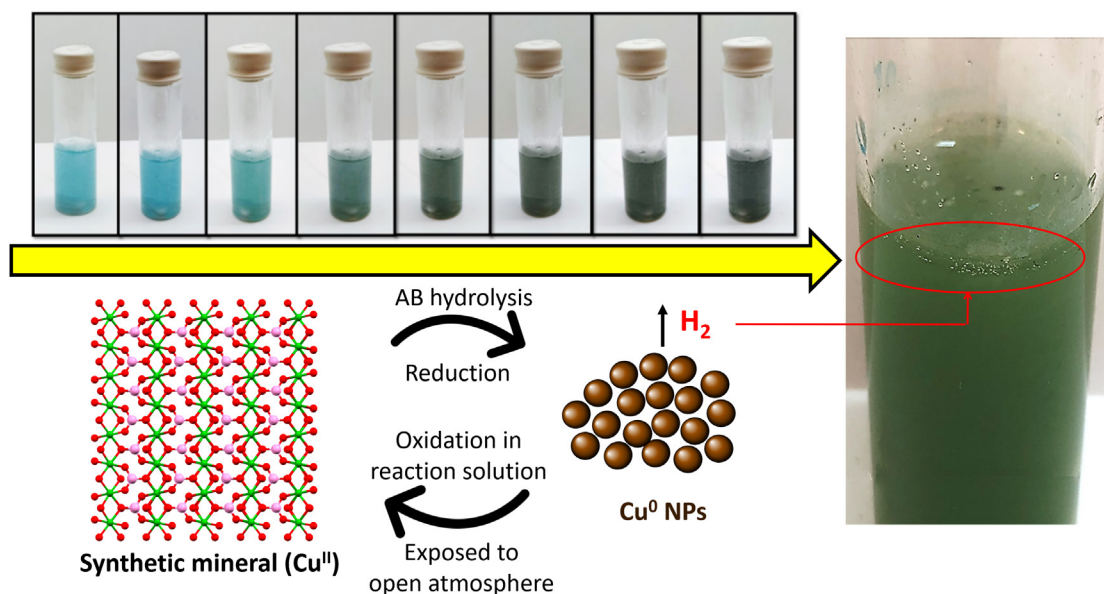 AB hydrolysis
Reduction
H₂
Oxidation in
reaction solution
Exposed to
open atmosphere
Cu⁰ NPs
Synthetic mineral (Cuᴵᴵ)